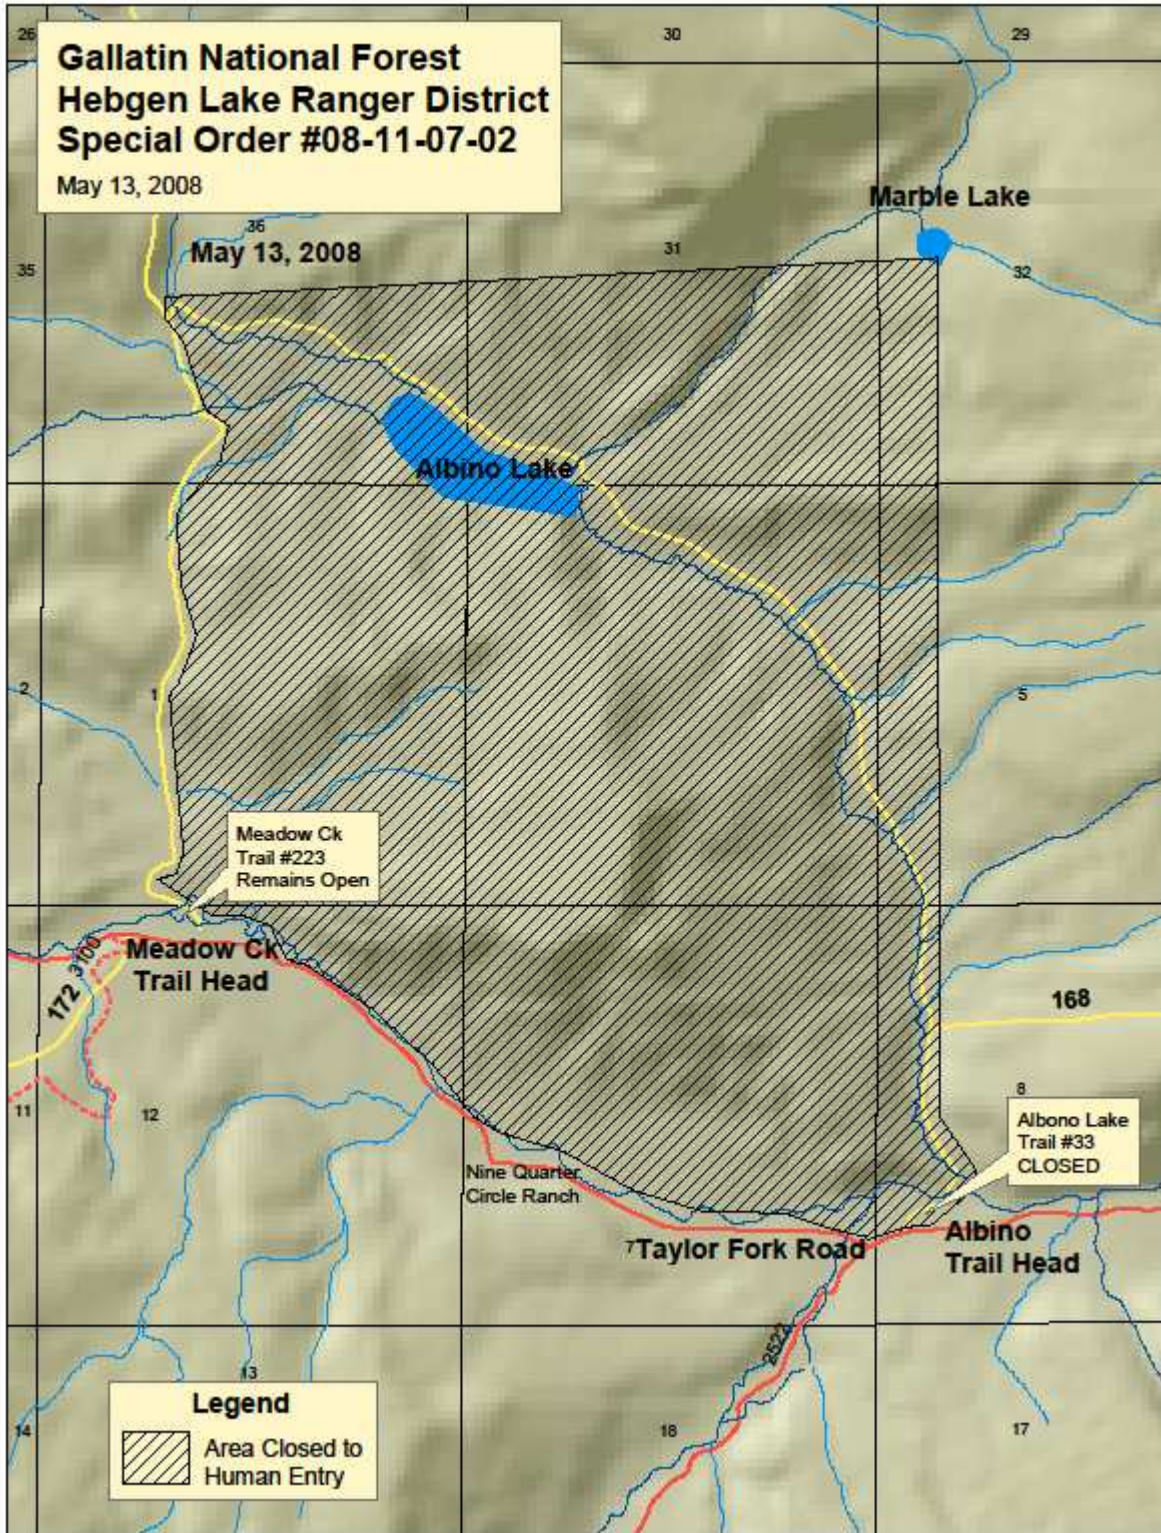 Gallatin National Forest
Hebgen Lake Ranger District
Special Order #08-11-07-02
May 13, 2008
26
30
29
Marble Lake
36
May 13, 2008
35
31
32
Albino Lake
2
1
5
Meadow Ck
Trail #223
Remains Open
Meadow Ck
Trail Head
3100
172
168
8
11
12
Albono Lake
Trail #33
CLOSED
Nine Quarter
Circle Ranch
7
Taylor Fork Road
Albino
Trail Head
2522
13
14
18
17
Legend
Area Closed to
Human Entry